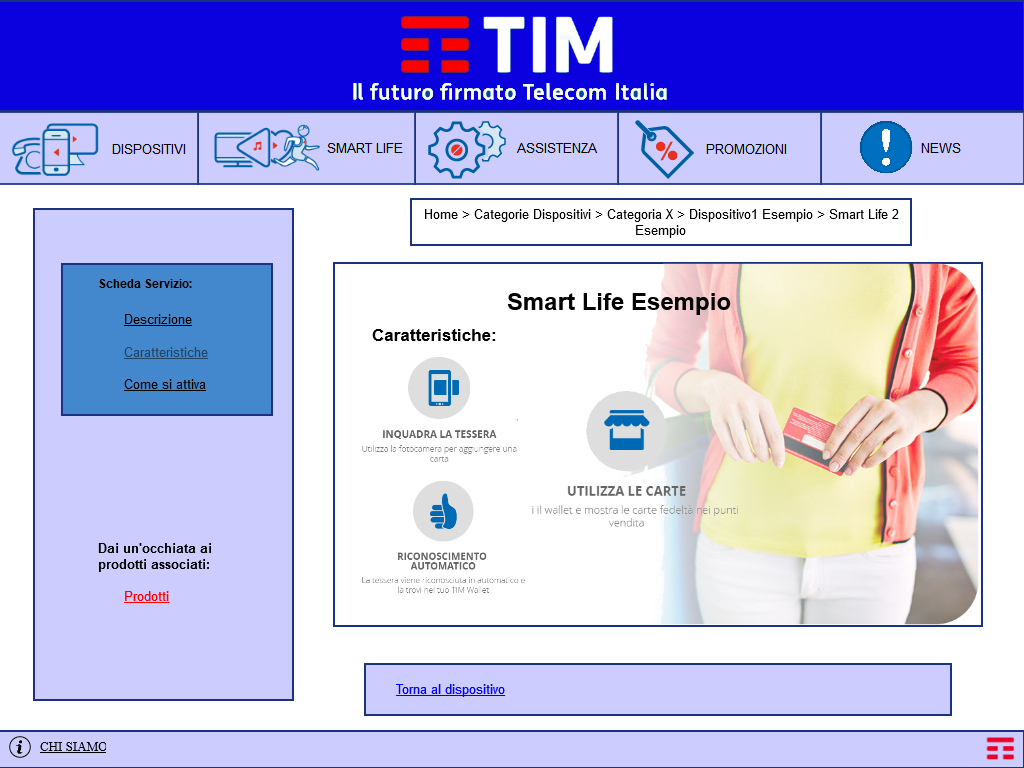 TIM
Il futuro firmato Telecom Italia
DISPOSITIVI
SMART LIFE
ASSISTENZA
PROMOZIONI
NEWS
Home > Categorie Dispositivi > Categoria X > Dispositivo1 Esempio > Smart Life 2
Esempio
Scheda Servizio:
Descrizione
Caratteristiche
Come si attiva
Dai un'occhiata ai
prodotti associati:
Prodotti
Smart Life Esempio
Caratteristiche:
INQUADRA LA TESSERA
Utilizza la fotocamera per aggiungere una
carta
RICONOSCIMENTO
AUTOMATICO
La tessera viene riconosciuta in automatico e
la trovi nel tuo TIM Wallet
UTILIZZA LE CARTE
i il wallet e mostra le carte fedeltà nei punti
vendita
Torna al dispositivo
CHI SIAMO